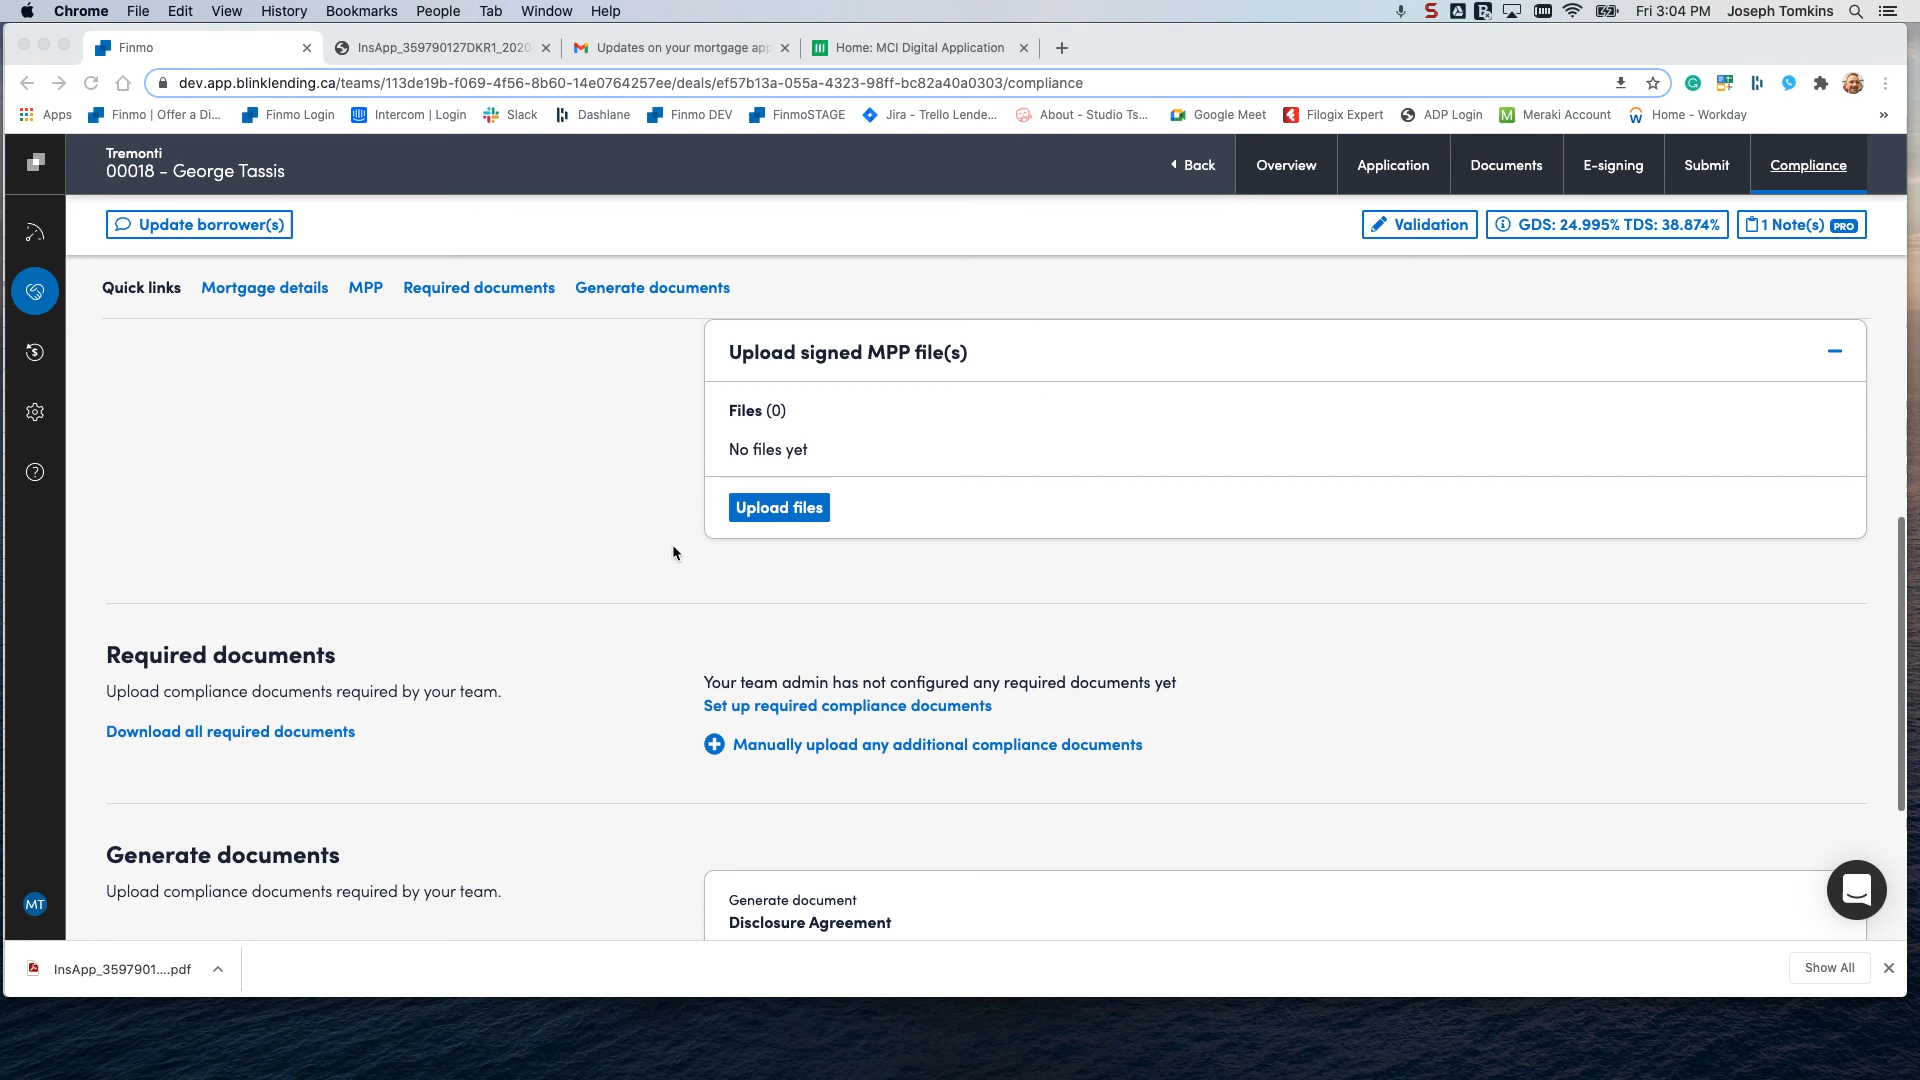 Chrome File Edit View History Bookmarks People Tab Window Help Fri 3:04 PM Joseph Tomkins
Finmo InsApp_359790127DKR1_2020 Updates on your mortgage app Home: MCI Digital Application
dev.app.blinklending.ca/teams/113de19b-f069-4f56-8b60-14e0764257ee/deals/ef57b13a-055a-4323-98ff-bc82a40a0303/compliance
Apps Finmo | Offer a Di... Finmo Login Intercom | Login Slack Dashlane Finmo DEV FinmoSTAGE Jira - Trello Lende... About - Studio Ts... Google Meet Filogix Expert ADP Login Meraki Account Home - Workday »
Tremonti
00018 - George Tassis
Back Overview Application Documents E-signing Submit Compliance
Update borrower(s) Validation GDS: 24.995% TDS: 38.874% 1 Note(s) PRO
Quick links Mortgage details MPP Required documents Generate documents
Upload signed MPP file(s)
Files (0)
No files yet
Upload files
Required documents
Upload compliance documents required by your team.
Download all required documents
Your team admin has not configured any required documents yet
Set up required compliance documents
Manually upload any additional compliance documents
Generate documents
Upload compliance documents required by your team.
Generate document
Disclosure Agreement
MT
InsApp_3597901....pdf Show All